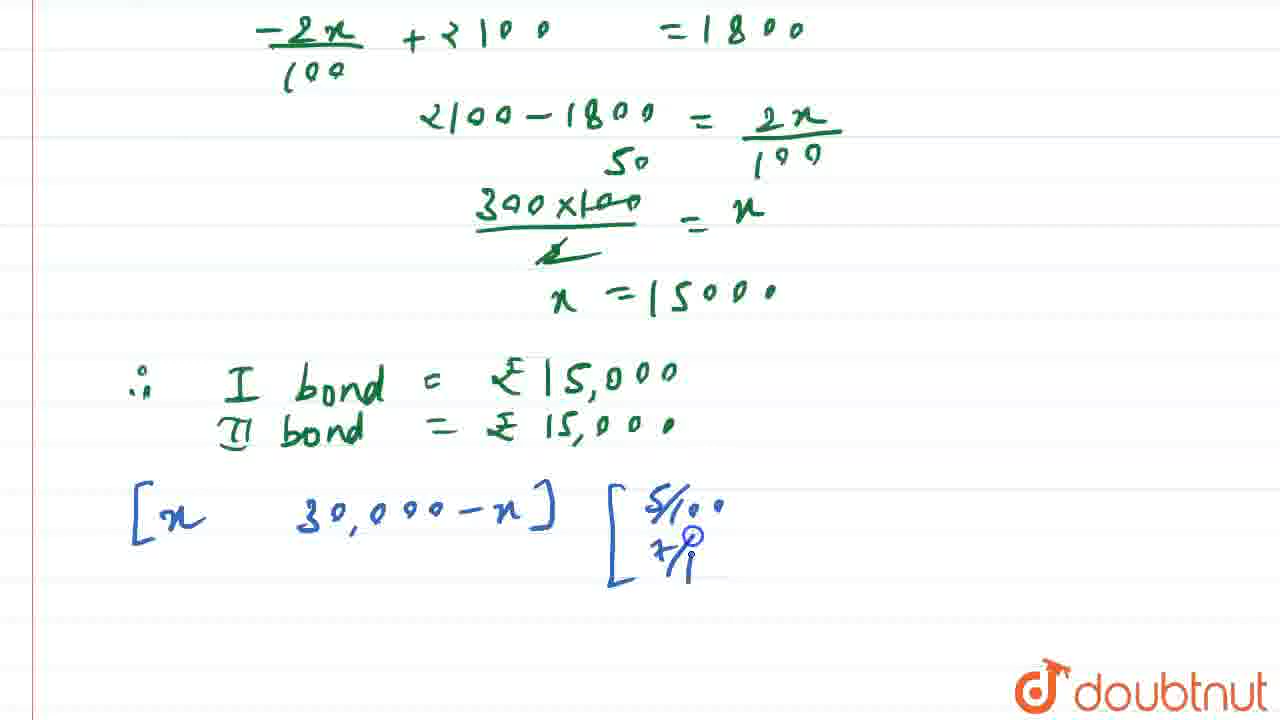 -2x/100 + 2100 = 1800
2100 - 1800 = 2x/100
50
300 × 100/2 = x
x = 15000
∴ I bond = ₹ 15,000
II bond = ₹ 15,000
[x 30,000 - x] [5/100
7/1
doubtnut